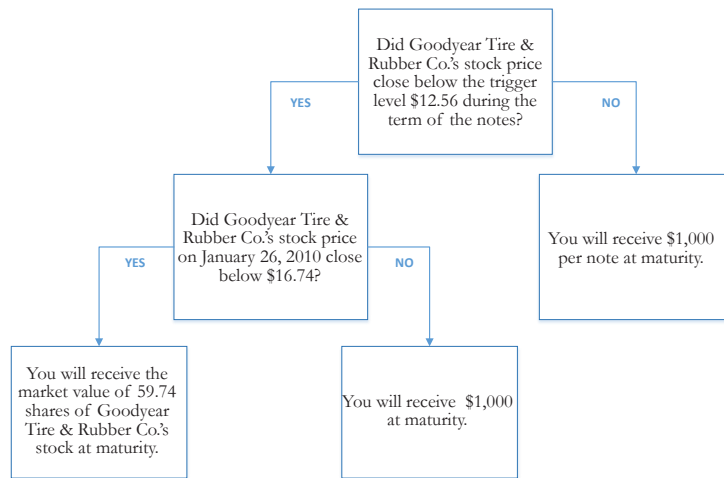 Did Goodyear Tire &
Rubber Co.'s stock price
close below the trigger
level $12.56 during the
term of the notes?
YES
NO
Did Goodyear Tire &
Rubber Co.'s stock price
on January 26, 2010 close
below $16.74?
You will receive $1,000
per note at maturity.
YES
NO
You will receive the
market value of 59.74
shares of Goodyear
Tire & Rubber Co.'s
stock at maturity.
You will receive $1,000
at maturity.